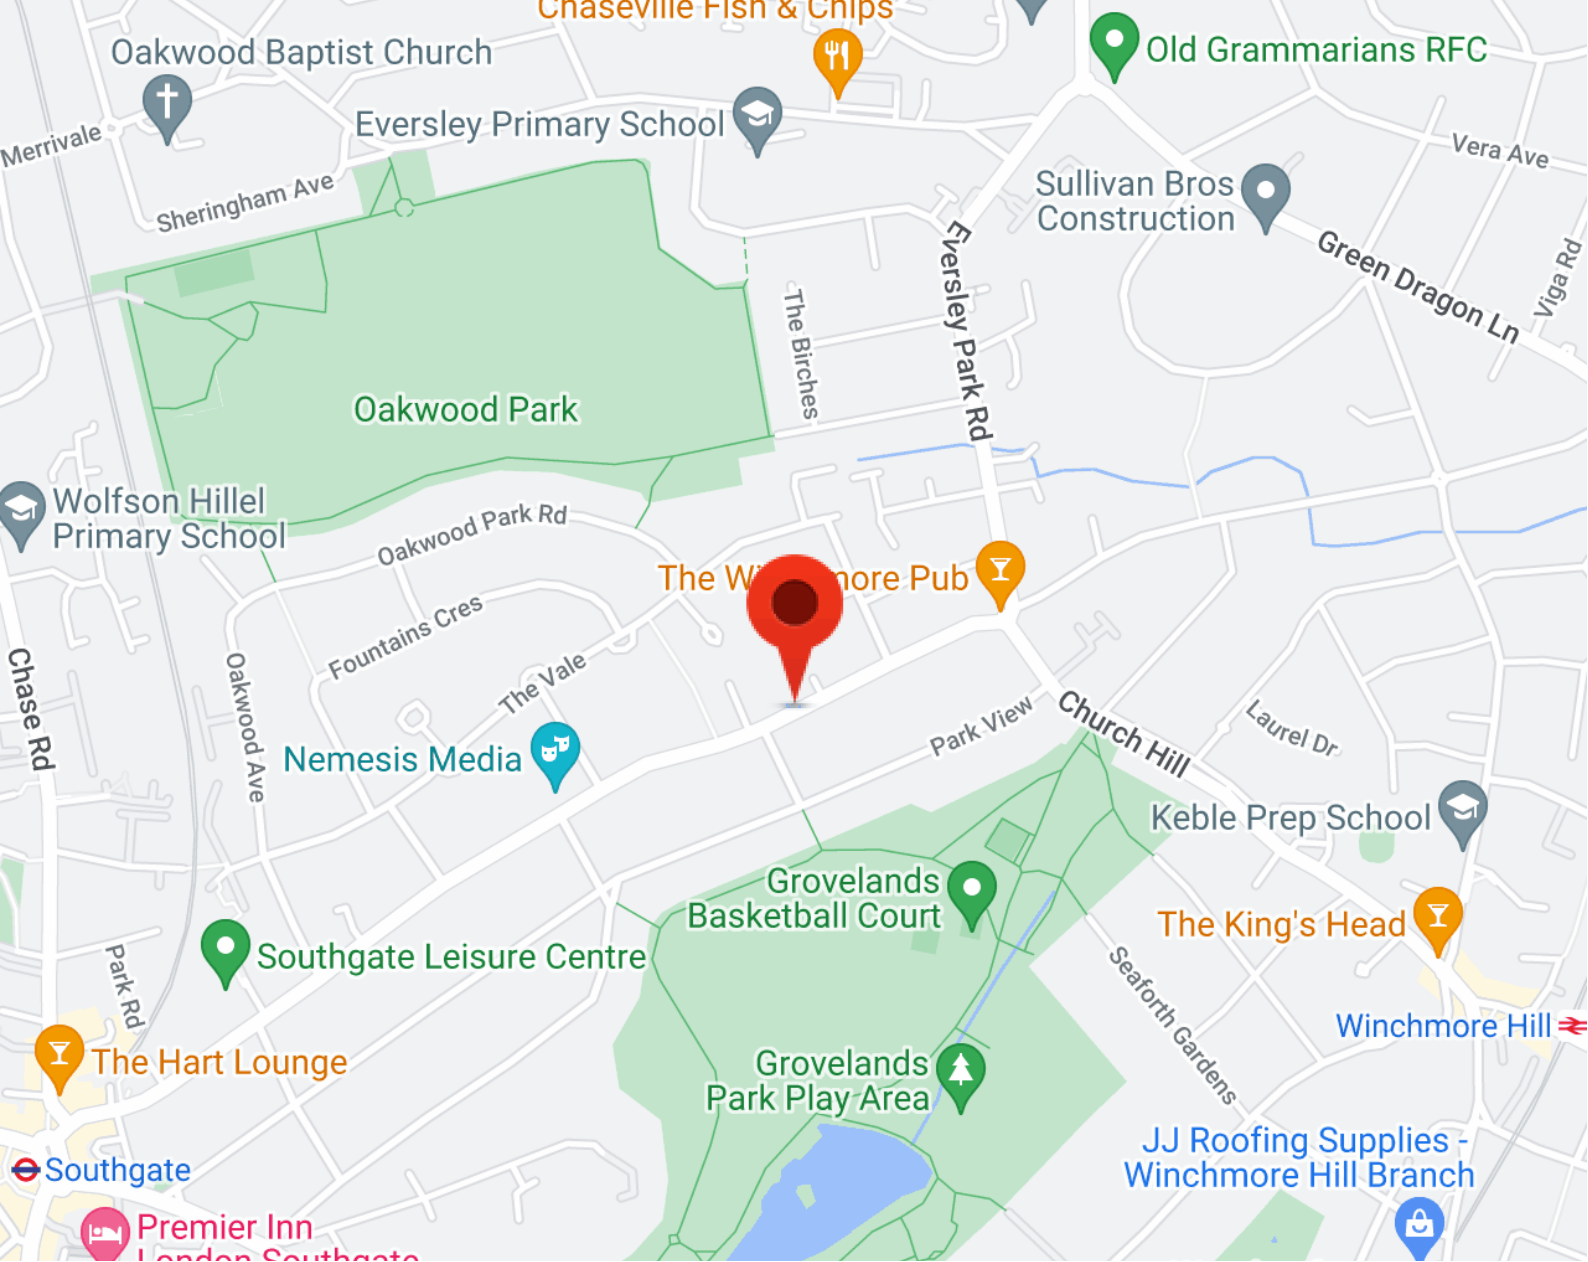 Chaseville Fish & Chips
Oakwood Baptist Church
Old Grammarians RFC
Eversley Primary School
Merrivale
Vera Ave
Sheringham Ave
Sullivan Bros
Construction
Eversley Park Rd
Green Dragon Ln
Viga Rd
The Birches
Oakwood Park
Wolfson Hillel
Primary School
Oakwood Park Rd
The Wi more Pub
Fountains Cres
Chase Rd
Oakwood Ave
The Vale
Park View
Church Hill
Laurel Dr
Nemesis Media
Keble Prep School
Grovelands
Basketball Court
The King's Head
Southgate Leisure Centre
Park Rd
Seaforth Gardens
Winchmore Hill
The Hart Lounge
Grovelands
Park Play Area
JJ Roofing Supplies -
Winchmore Hill Branch
Southgate
Premier Inn
London Southgate